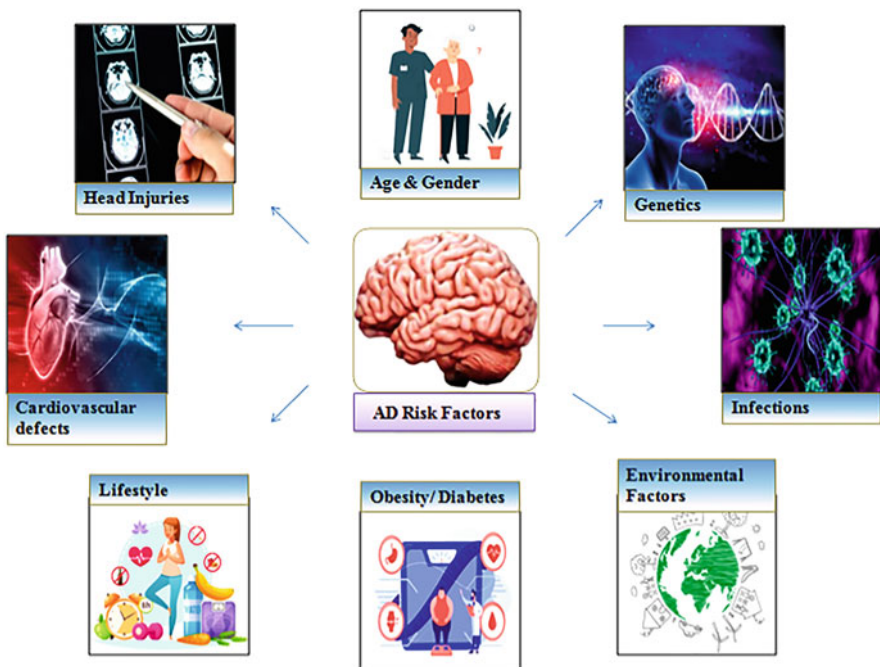 Head Injuries
Age & Gender
Genetics
Cardiovascular
defects
AD Risk Factors
Infections
Lifestyle
Obesity/ Diabetes
Environmental
Factors